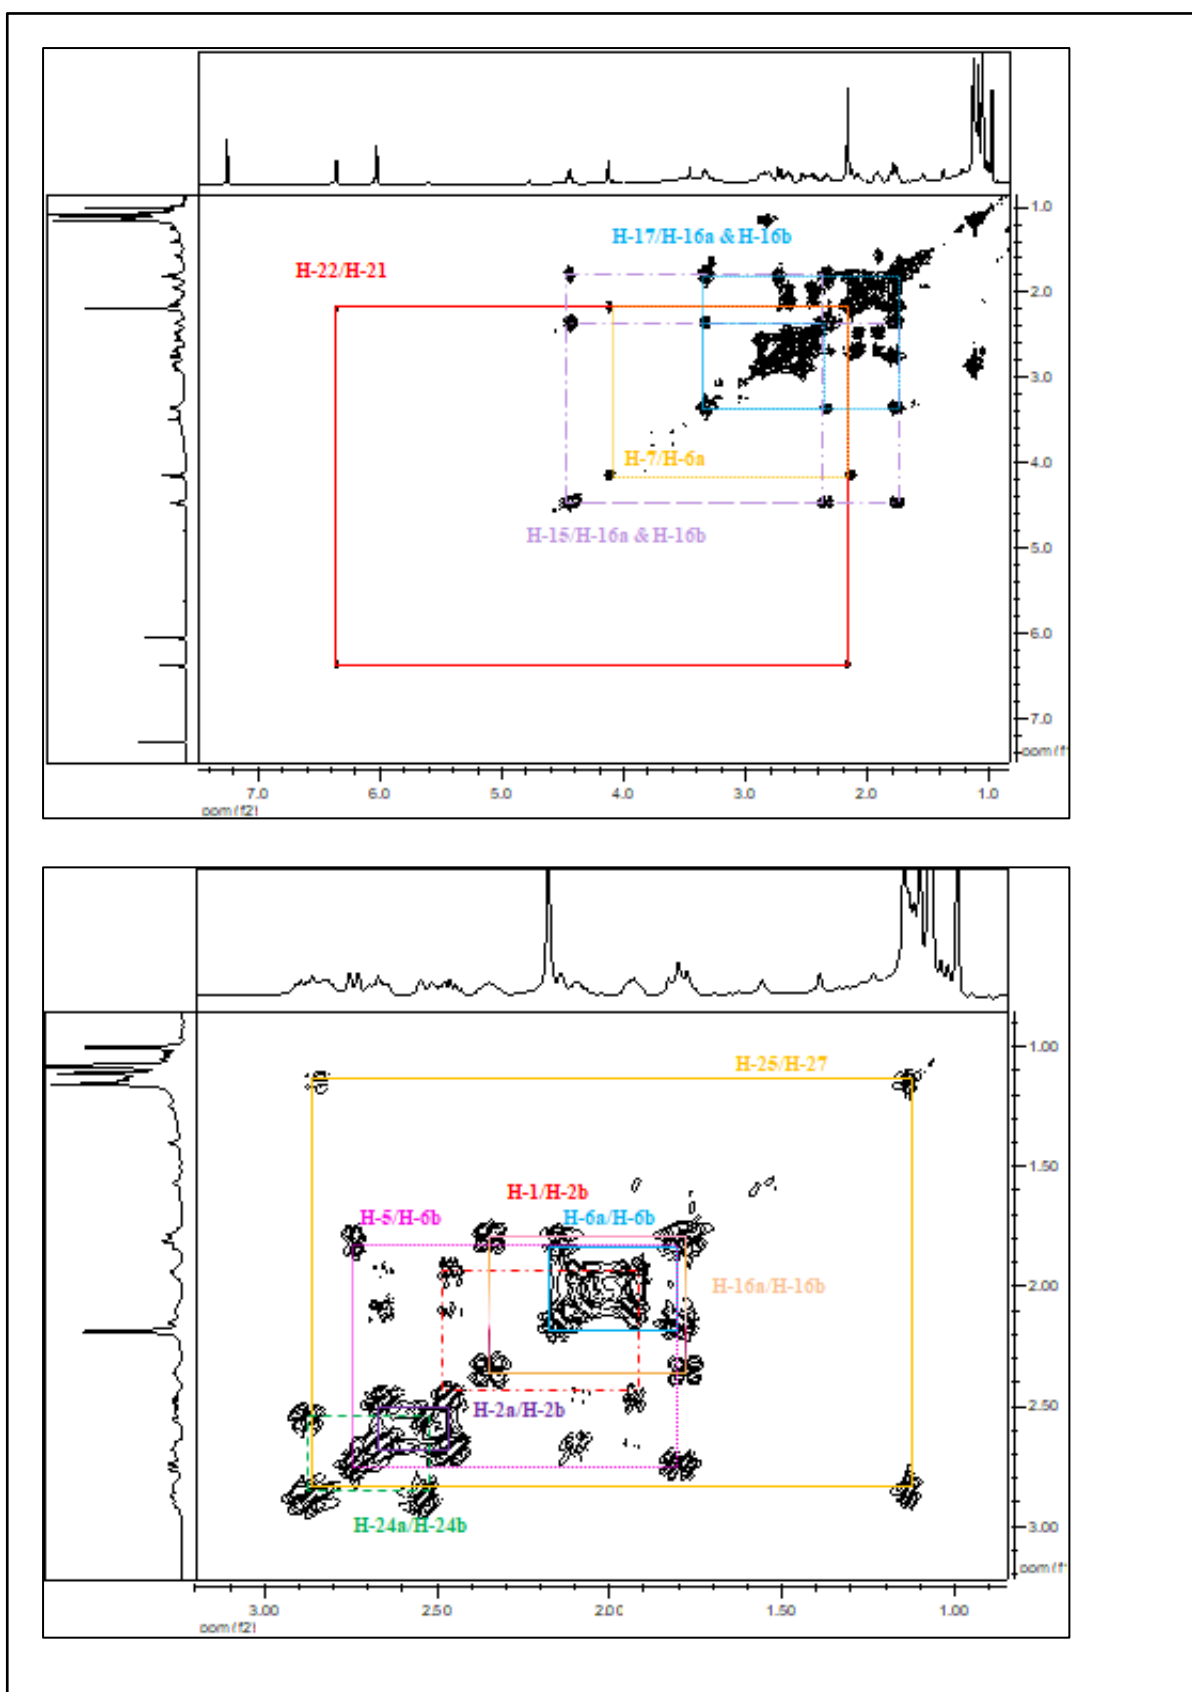 H-17/H-16a & H-16b
H-22/H-21
H-7/H-6a
H-15/H-16a & H-16b
1.0
2.0
3.0
4.0
5.0
6.0
7.0
ppm (f1
7.0 6.0 5.0 4.0 3.0 2.0 1.0
ppm (f2)
H-25/H-27
H-1/H-2b
H-5/H-6b H-6a/H-6b
H-16a/H-16b
H-2a/H-2b
H-24a/H-24b
1.00
1.50
2.00
2.50
3.00
ppm (f1
3.00 2.50 2.00 1.50 1.00
ppm (f2)